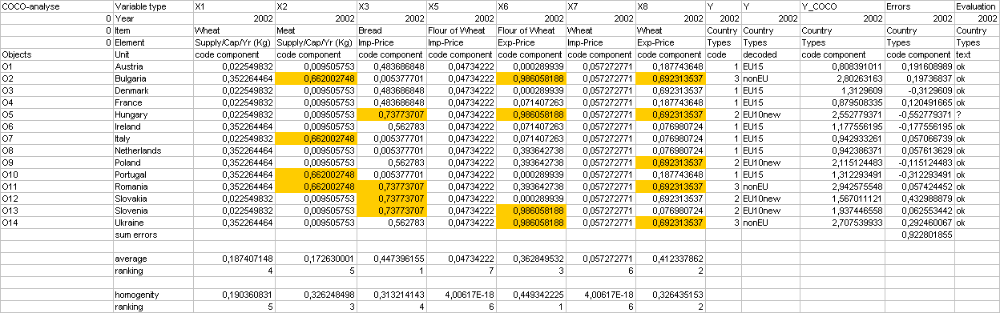 COCO-analyse Variable type X1 X2 X3 X5 X6 X7 X8 Y Y Y_COCO Errors Evaluation
0 Year 2002 2002 2002 2002 2002 2002 2002 2002 2002 2002 2002 2002
0 Item Wheat Meat Bread Flour of Wheat Flour of Wheat Wheat Wheat Country Country Country Country Country
0 Element Supply/Cap/Yr (Kg) Supply/Cap/Yr (Kg) Imp-Price Imp-Price Exp-Price Imp-Price Exp-Price Types Types Types Types Types
Objects Unit code component code component code component code component code component code component code component code decoded code component code component text
O1 Austria 0,022549832 0,009505753 0,483686848 0,04734222 0,000289939 0,057272771 0,187743648 1 EU15 0,808391011 0,191608989 ok
O2 Bulgaria 0,352264464 0,662002748 0,005377701 0,04734222 0,986058188 0,057272771 0,692313537 3 nonEU 2,80263163 0,19736837 ok
O3 Denmark 0,022549832 0,009505753 0,483686848 0,04734222 0,000289939 0,057272771 0,187743648 1 EU15 1,3129609 -0,3129609 ok
O4 France 0,022549832 0,009505753 0,483686848 0,04734222 0,071407263 0,057272771 0,187743648 1 EU15 0,879508335 0,120491665 ok
O5 Hungary 0,022549832 0,009505753 0,73773707 0,04734222 0,986058188 0,057272771 0,692313537 2 EU10new 2,552779371 -0,552779371 ?
O6 Ireland 0,352264464 0,009505753 0,562783 0,04734222 0,071407263 0,057272771 0,076980724 1 EU15 1,177556195 -0,177556195 ok
O7 Italy 0,022549832 0,662002748 0,005377701 0,04734222 0,071407263 0,057272771 0,076980724 1 EU15 0,942933261 0,057066739 ok
O8 Netherlands 0,352264464 0,009505753 0,005377701 0,04734222 0,393642738 0,057272771 0,076980724 1 EU15 0,942386371 0,057613629 ok
O9 Poland 0,352264464 0,009505753 0,562783 0,04734222 0,393642738 0,057272771 0,692313537 2 EU10new 2,115124483 -0,115124483 ok
O10 Portugal 0,352264464 0,662002748 0,005377701 0,04734222 0,000289939 0,057272771 0,187743648 1 EU15 1,312293491 -0,312293491 ok
O11 Romania 0,352264464 0,662002748 0,73773707 0,04734222 0,393642738 0,057272771 0,692313537 3 nonEU 2,942575548 0,057424452 ok
O12 Slovakia 0,022549832 0,009505753 0,73773707 0,04734222 0,000289939 0,057272771 0,692313537 2 EU10new 1,567011121 0,432988879 ok
O13 Slovenia 0,022549832 0,009505753 0,73773707 0,04734222 0,986058188 0,057272771 0,076980724 2 EU10new 1,937446558 0,062553442 ok
O14 Ukraine 0,352264464 0,009505753 0,562783 0,04734222 0,986058188 0,057272771 0,692313537 3 nonEU 2,707539933 0,292460067 ok
sum errors 0,922801855
average 0,187407148 0,172630001 0,447396155 0,04734222 0,362849532 0,057272771 0,412337862
ranking 4 5 1 7 3 6 2
homogenity 0,190360831 0,326248498 0,313214143 4,00617E-18 0,449342225 4,00617E-18 0,326435153
ranking 5 3 4 6 1 6 2